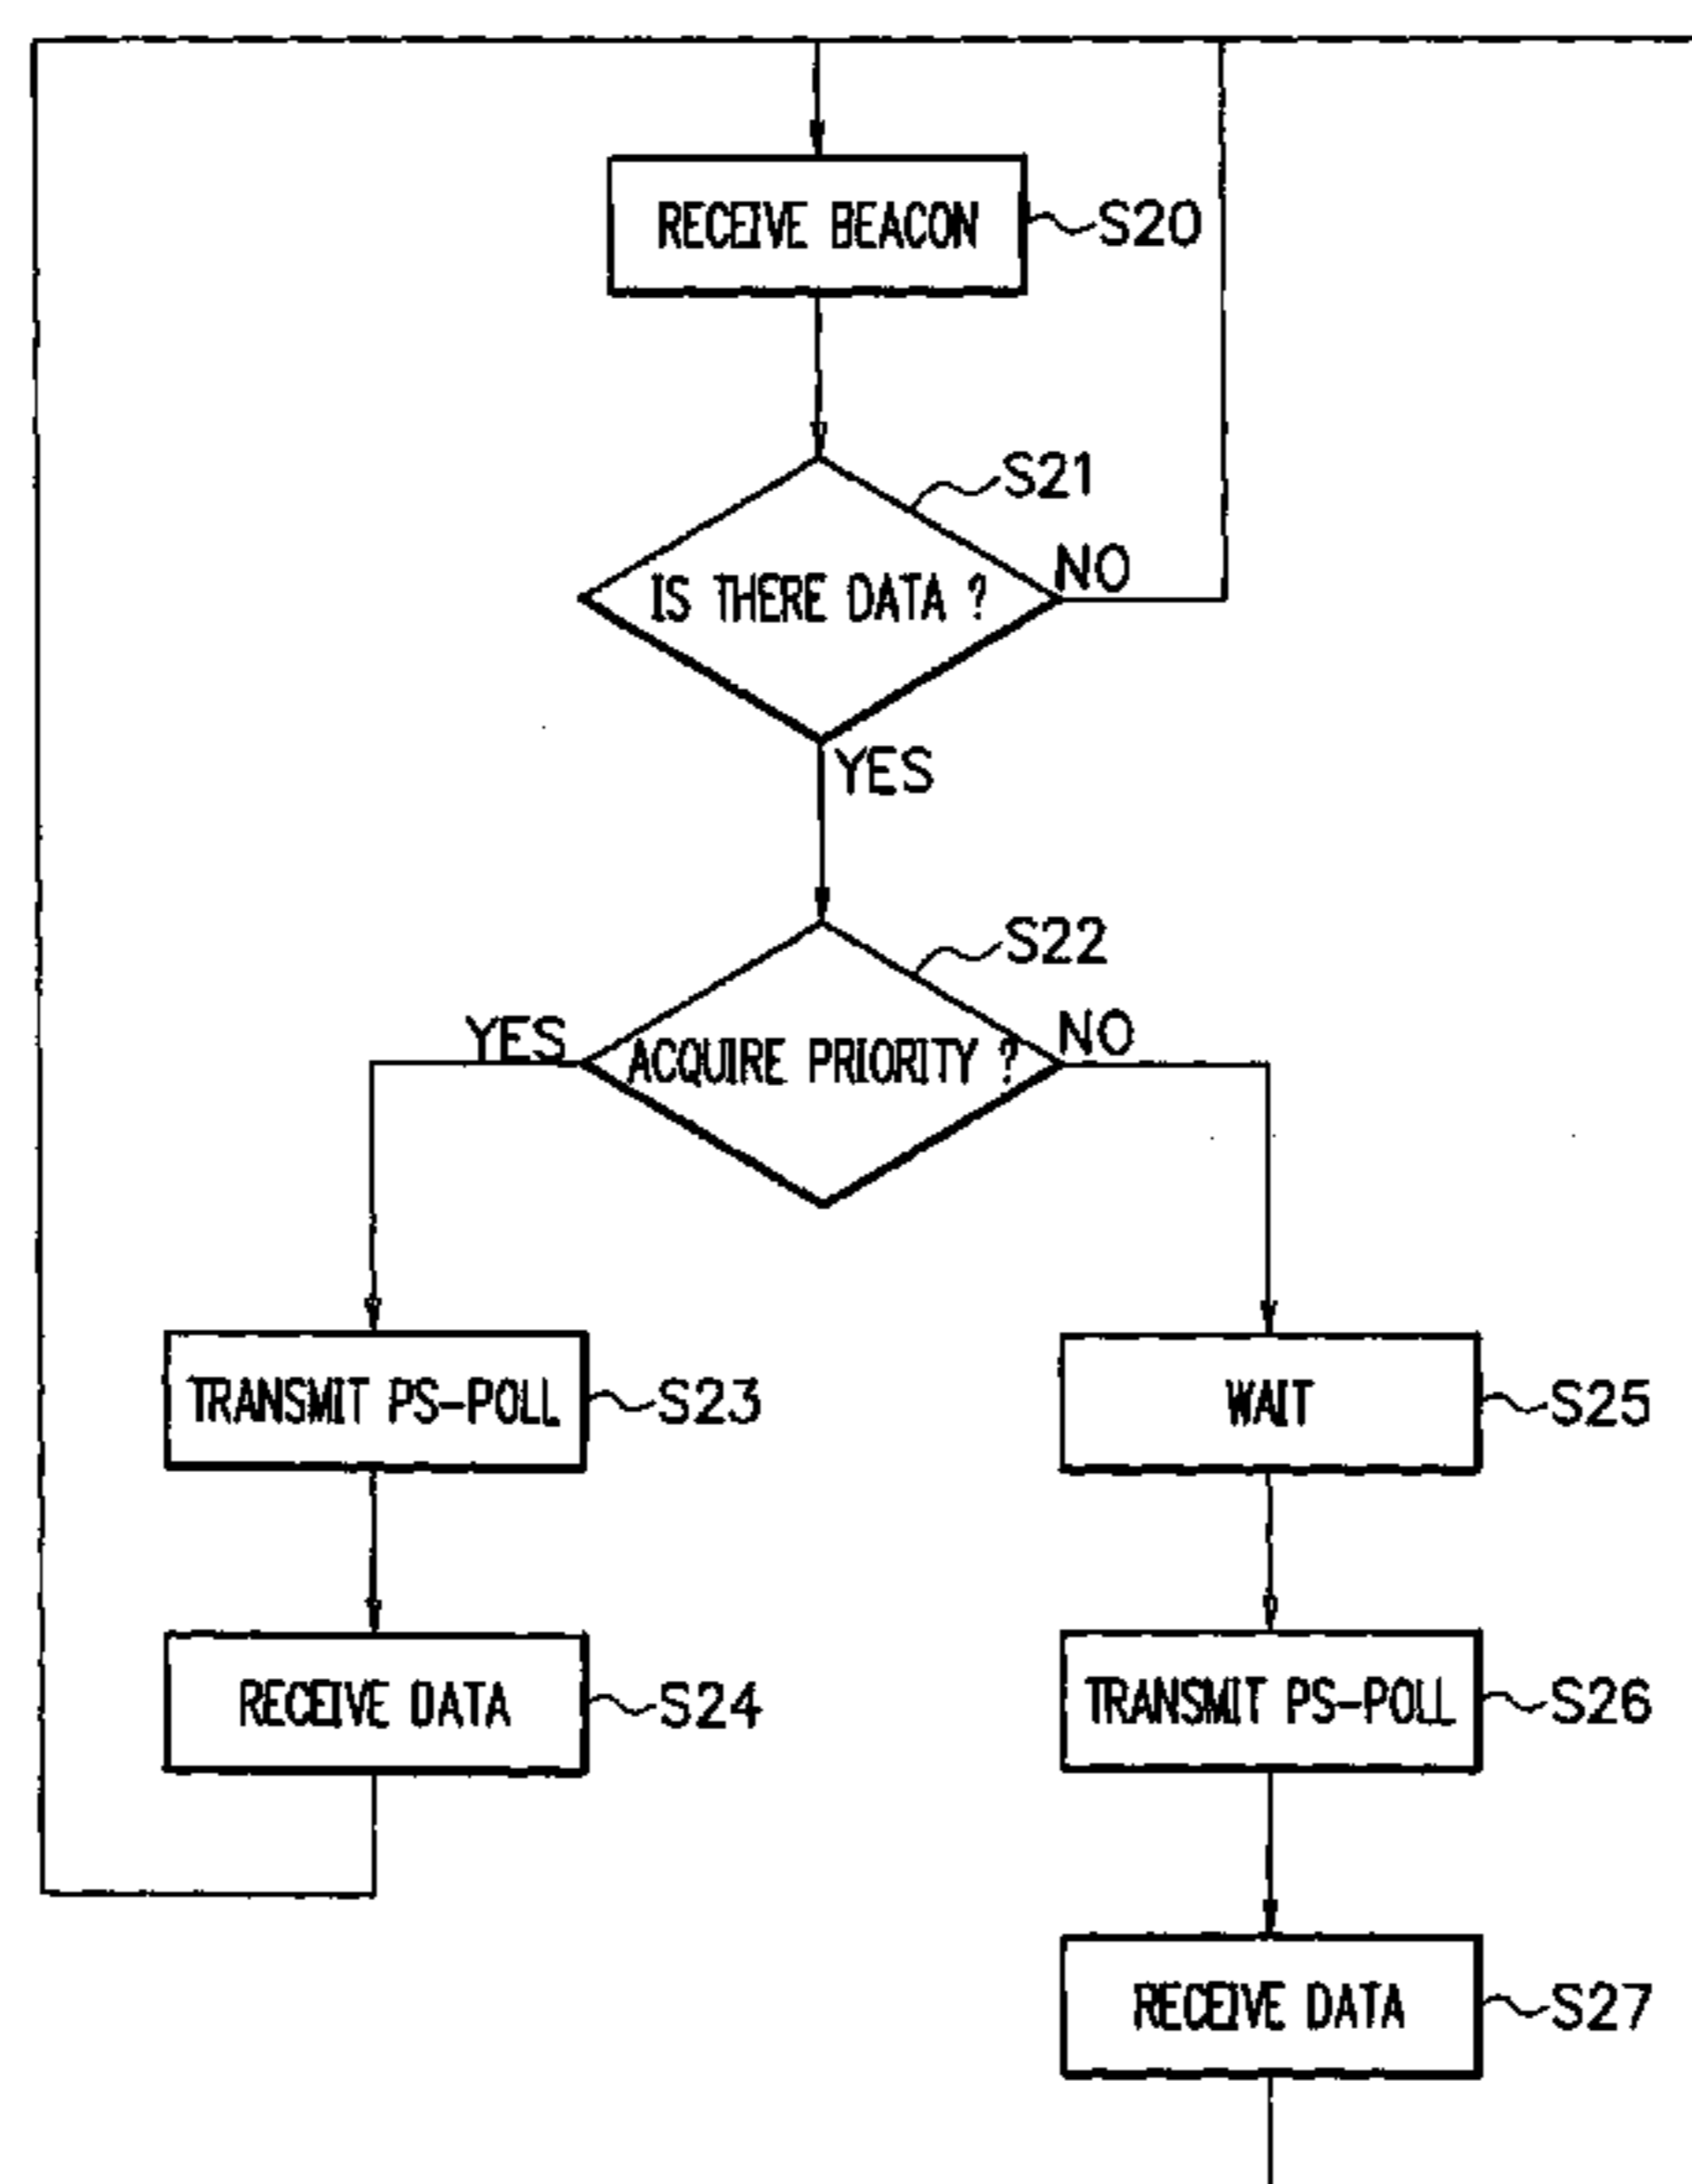 RECEIVE BEACON S20
S21
IS THERE DATA ? NO
YES
S22
YES ACQUIRE PRIORITY ? NO
TRANSMIT PS-POLL S23
WAIT S25
RECEIVE DATA S24
TRANSMIT PS-POLL S26
RECEIVE DATA S27